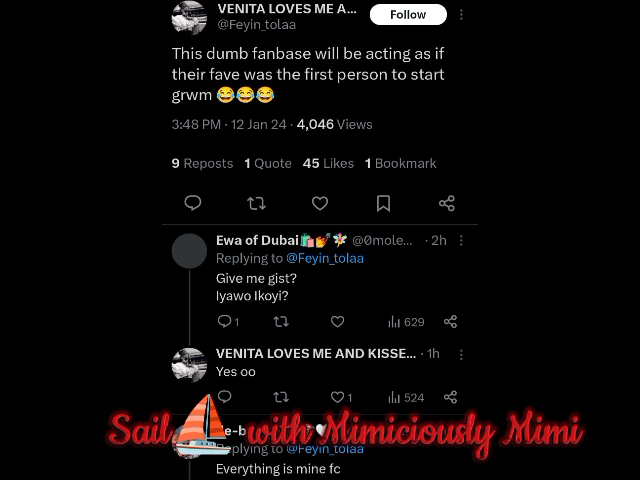 VENITA LOVES ME A...
Follow
@Feyin_tolaa
This dumb fanbase will be acting as if
their fave was the first person to start
grwm 😂😂😂
3:48 PM · 12 Jan 24 · 4,046 Views
9 Reposts 1 Quote 45 Likes 1 Bookmark
Ewa of Dubai🛍️💅🧚 @0mole... · 2h
Replying to @Feyin_tolaa
Give me gist?
Iyawo Ikoyi?
1 629
VENITA LOVES ME AND KISSE... · 1h
Yes oo
1 524
Sail with Mimiciously Mimi
Replying to @Feyin_tolaa
Everything is mine fc